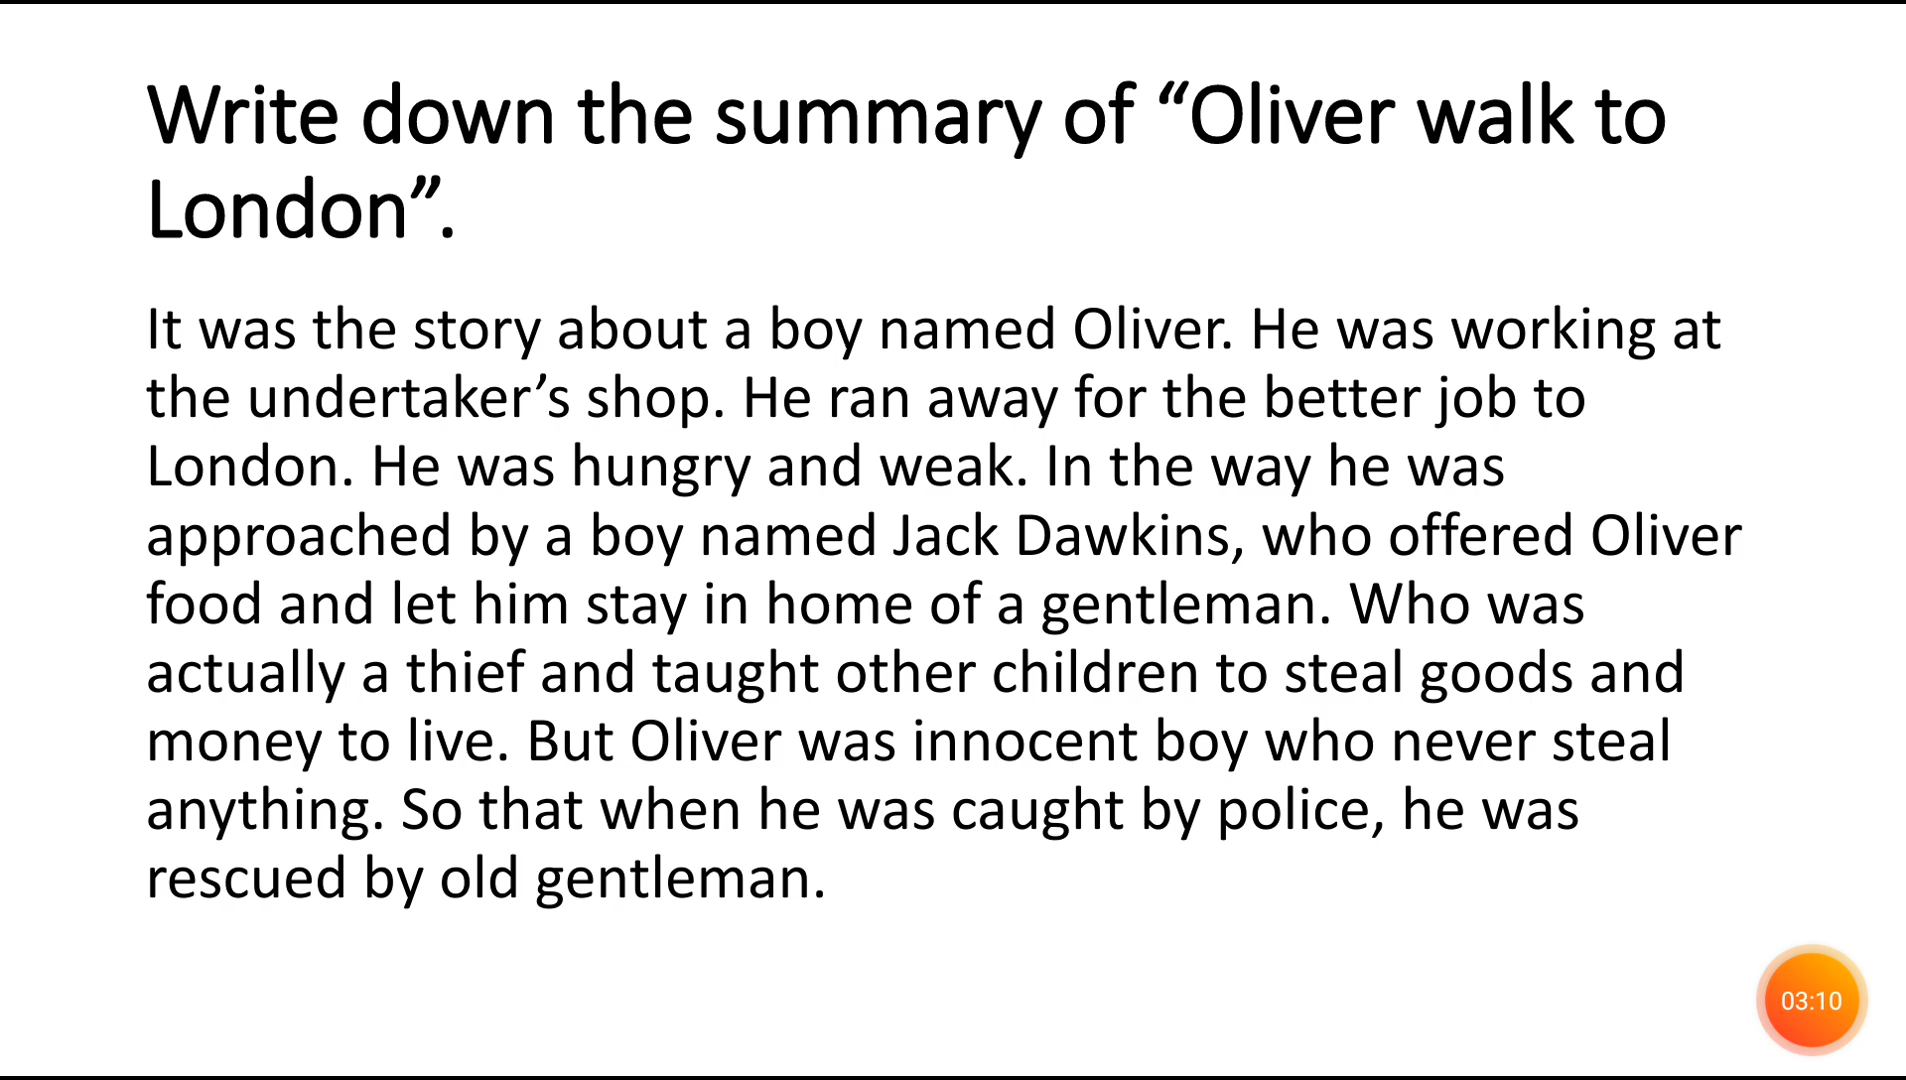 Write down the summary of “Oliver walk to
London”.
It was the story about a boy named Oliver. He was working at
the undertaker’s shop. He ran away for the better job to
London. He was hungry and weak. In the way he was
approached by a boy named Jack Dawkins, who offered Oliver
food and let him stay in home of a gentleman. Who was
actually a thief and taught other children to steal goods and
money to live. But Oliver was innocent boy who never steal
anything. So that when he was caught by police, he was
rescued by old gentleman.
03:10